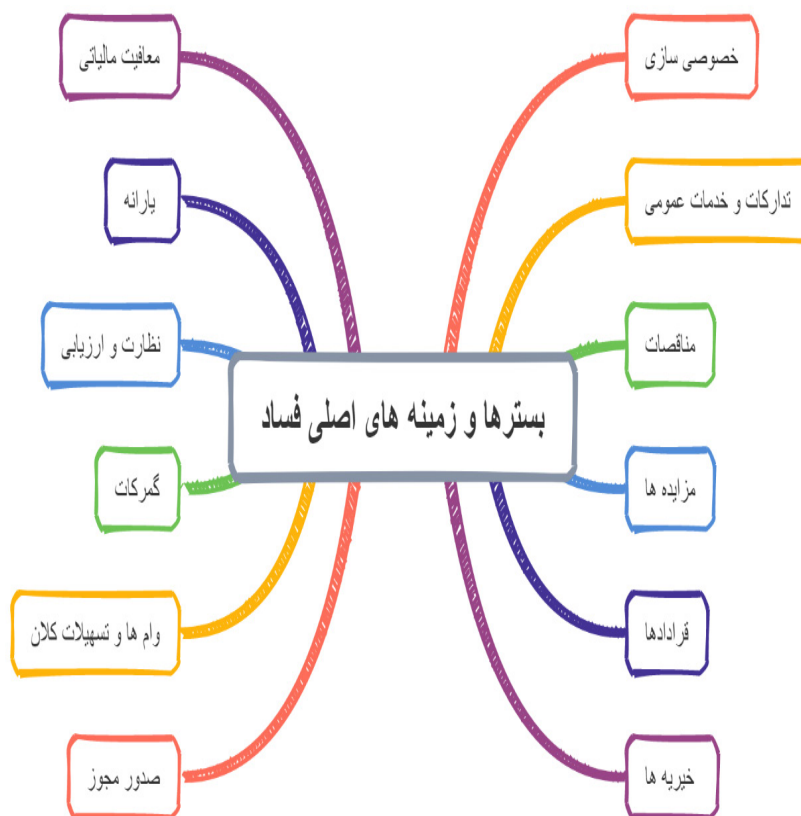 بسترها و زمینه های اصلی فساد
خصوصی سازی
تدارکات و خدمات عمومی
مناقصات
مزایده ها
قرادادها
خیریه ها
معافیت مالیاتی
یارانه
نظارت و ارزیابی
گمرکات
وام ها و تسهیلات کلان
صدور مجوز